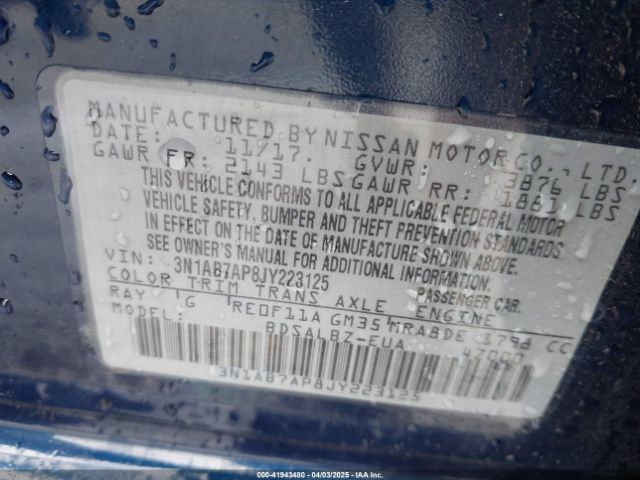 MANUFACTURED BY NISSAN MOTOR CO., LTD.
DATE: 11/17. GVWR: 3876 LBS
GAWR FR: 2143 LBS GAWR RR: 1881 LBS
THIS VEHICLE CONFORMS TO ALL APPLICABLE FEDERAL MOTOR
VEHICLE SAFETY, BUMPER AND THEFT PREVENTION STANDARDS
IN EFFECT ON THE DATE OF MANUFACTURE SHOWN ABOVE.
SEE OWNER'S MANUAL FOR ADDITIONAL INFORMATION.
VIN: 3N1AB7AP8JY223125 PASSENGER CAR.
COLOR TRIM TRANS AXLE ENGINE
RAY G RE0F11A GM35 MRA8DE 1798 CC
MODEL: BDSALBZ-EUA 47000
3N1AB7AP8JY223125
000-41943480 - 04/03/2025 - IAA Inc.